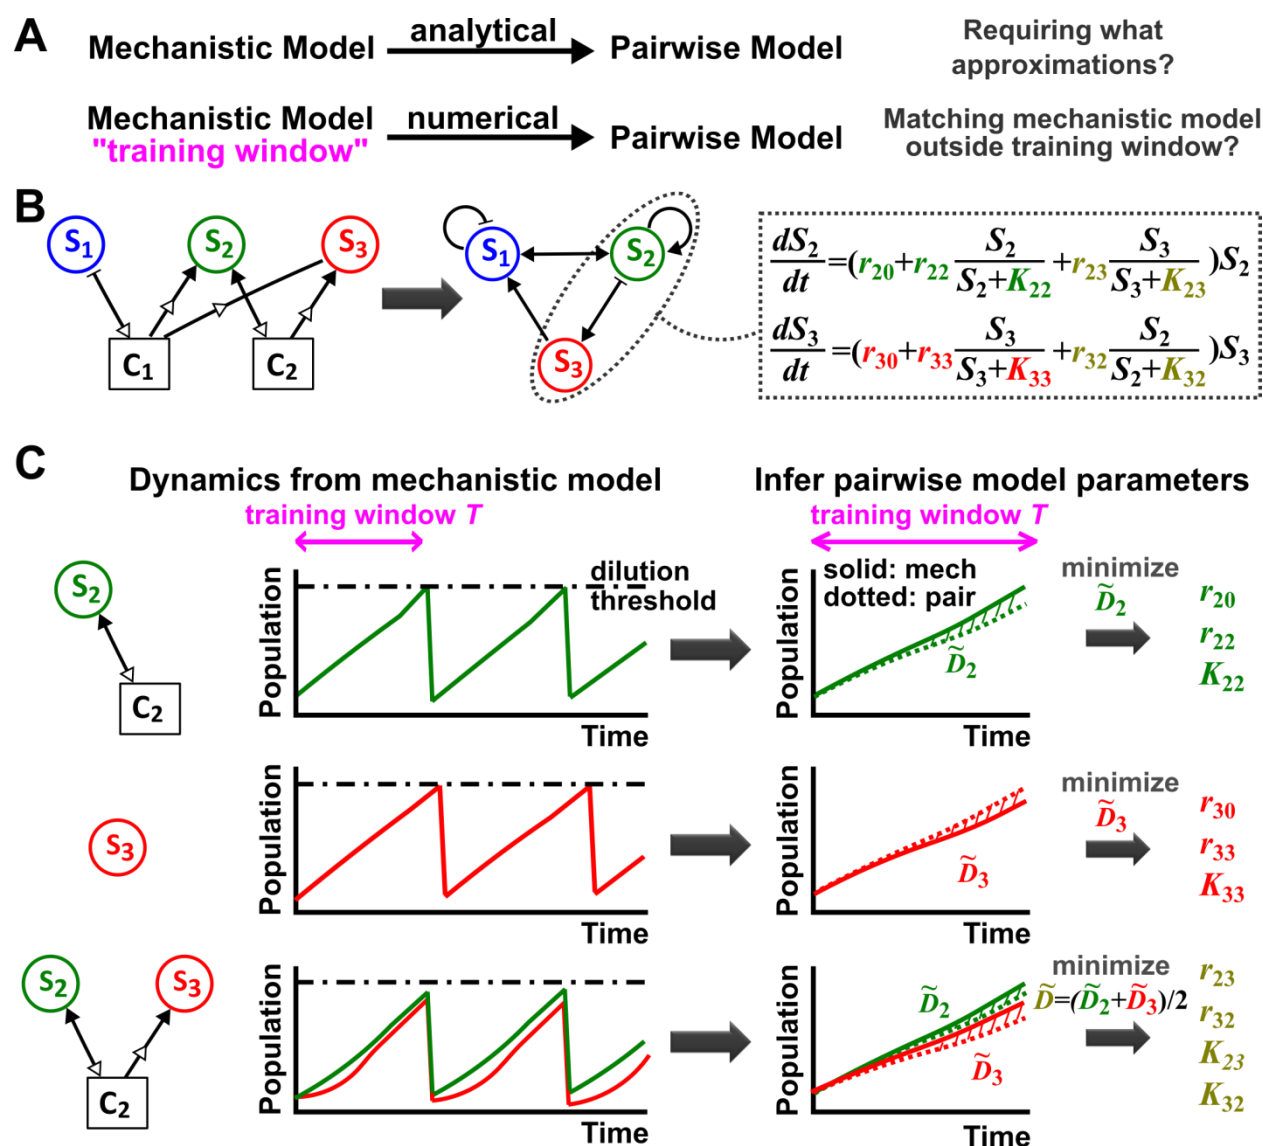 A
Mechanistic Model
analytical
Pairwise Model
Requiring what
approximations?
Mechanistic Model
"training window"
numerical
Pairwise Model
Matching mechanistic model
outside training window?
B
S1
S2
S3
C1
C2
S1
S2
S3
dS2/dt=(r20+r22 S2/(S2+K22)+r23 S3/(S3+K23))S2
dS3/dt=(r30+r33 S3/(S3+K33)+r32 S2/(S2+K32))S3
C
Dynamics from mechanistic model
training window T
Infer pairwise model parameters
training window T
S2
C2
Population
Time
dilution
threshold
solid: mech
dotted: pair
D̃2
Population
Time
minimize
D̃2
r20
r22
K22
S3
Population
Time
Population
D̃3
Time
minimize
D̃3
r30
r33
K33
S2
S3
C2
Population
Time
Population
D̃2
D̃3
Time
minimize
D̃=(D̃2+D̃3)/2
r23
r32
K23
K32